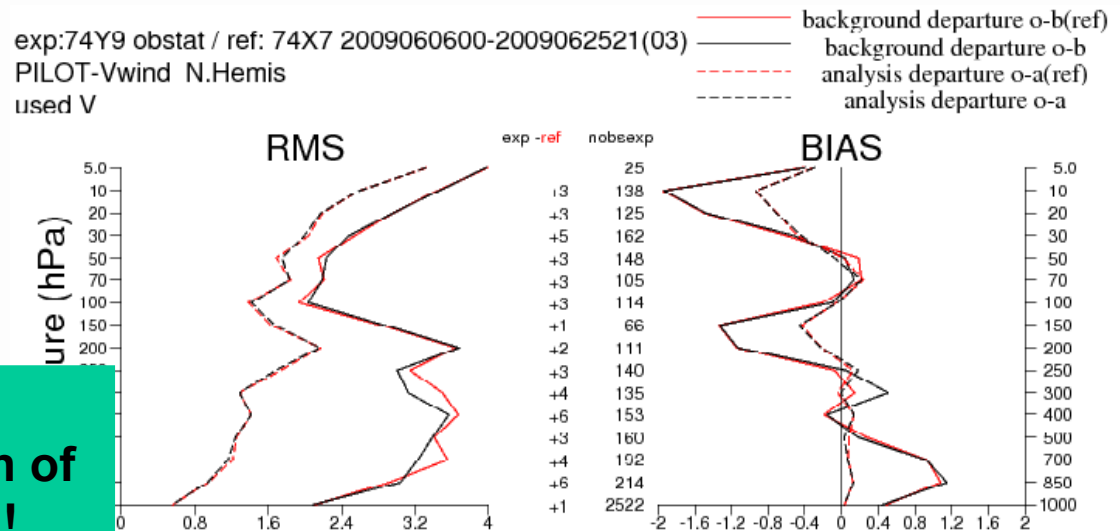 exp:74Y9 obstat / ref: 74X7 2009060600-2009062521(03)
PILOT-Vwind N.Hemis
used V
background departure o-b(ref)
background departure o-b
analysis departure o-a(ref)
analysis departure o-a
RMS
exp -ref nobsexp
BIAS
5.0 25 5.0
10 +3 138 10
20 +3 125 20
30 +5 162 30
50 +3 148 50
70 +3 105 70
100 +3 114 100
150 +1 66 150
200 +2 111 200
+3 140 250
+4 135 300
+6 153 400
+3 160 500
+4 192 700
+6 214 850
+1 2522 1000
0 0.8 1.6 2.4 3.2 4
-2 -1.6 -1.2 -0.8 -0.4 0 0.4 0.8 1.2 1.6 2
(hPa)
of
!